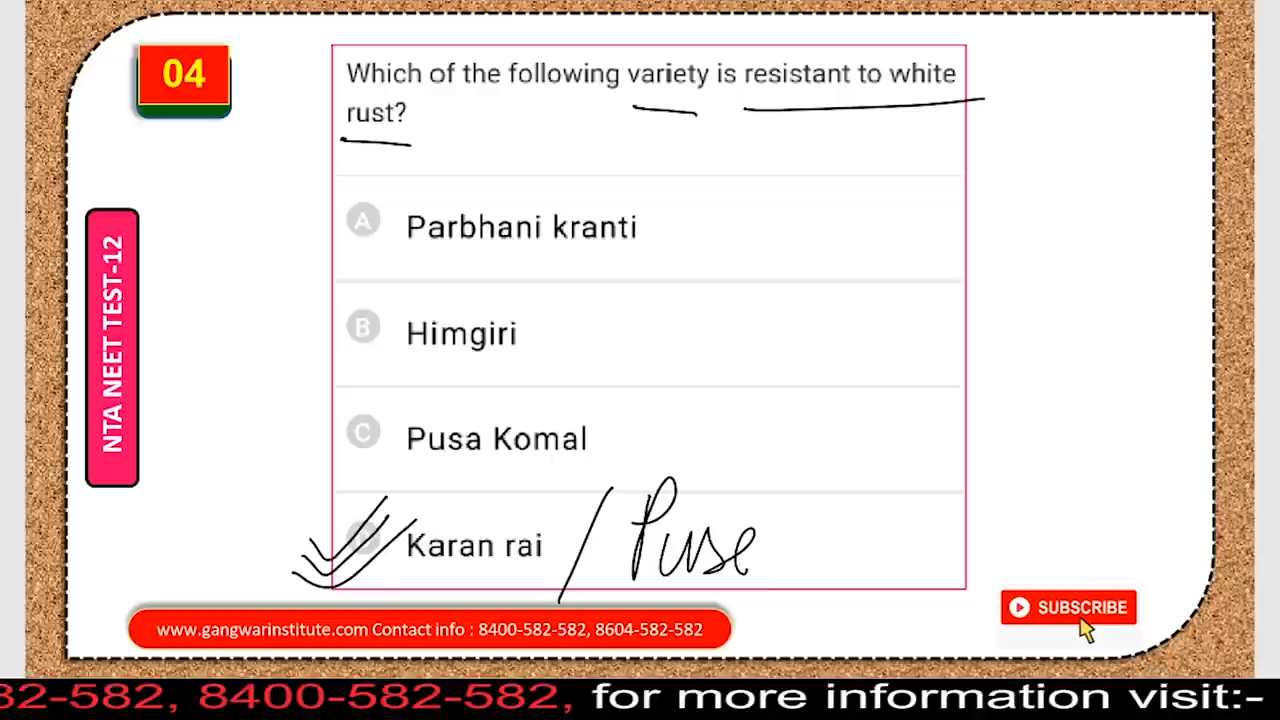 04
Which of the following variety is resistant to white
rust?
NTA NEET TEST-12
A Parbhani kranti
B Himgiri
C Pusa Komal
Karan rai / Puse
www.gangwarinstitute.com Contact info : 8400-582-582, 8604-582-582
SUBSCRIBE
82-582, 8400-582-582, for more information visit:-